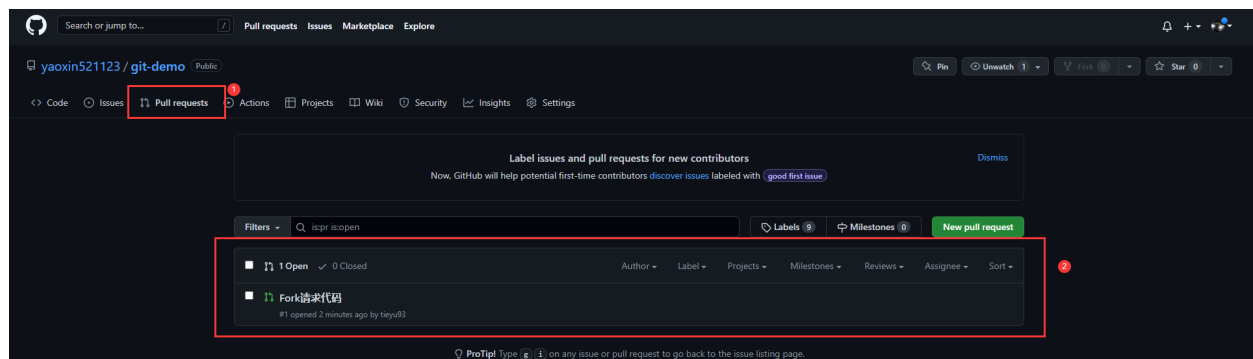 Search or jump to... / Pull requests Issues Marketplace Explore
yaoxin521123 / git-demo Public Pin Unwatch 1 Fork 0 Star 0
1
Code Issues Pull requests Actions Projects Wiki Security Insights Settings
Label issues and pull requests for new contributors Dismiss
Now, GitHub will help potential first-time contributors discover issues labeled with good first issue
Filters is:pr is:open Labels 9 Milestones 0 New pull request
1 Open 0 Closed Author Label Projects Milestones Reviews Assignee Sort 2
Fork请求代码
#1 opened 2 minutes ago by tieyu93
ProTip! Type g i on any issue or pull request to go back to the issue listing page.